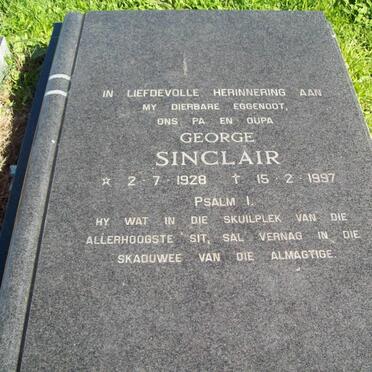 IN LIEFDEVOLLE HERINNERING AAN
MY DIERBARE EGGENOOT,
ONS PA EN OUPA
GEORGE
SINCLAIR
☆ 2-7-1928 ✝ 15-2-1997
PSALM I.
HY WAT IN DIE SKUILPLEK VAN DIE
ALLERHOOGSTE SIT, SAL VERNAG IN DIE
SKADUWEE VAN DIE ALMAGTIGE.